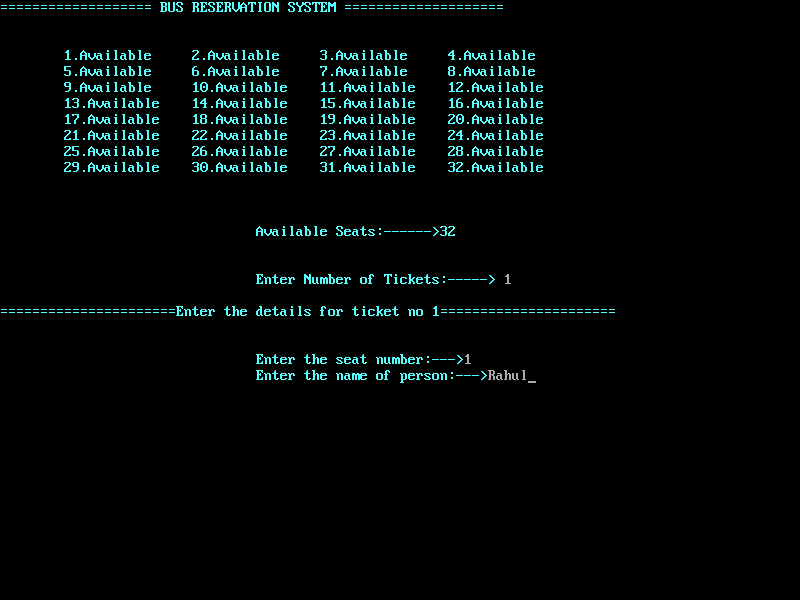 =================== BUS RESERVATION SYSTEM ====================
1.Available 2.Available 3.Available 4.Available
5.Available 6.Available 7.Available 8.Available
9.Available 10.Available 11.Available 12.Available
13.Available 14.Available 15.Available 16.Available
17.Available 18.Available 19.Available 20.Available
21.Available 22.Available 23.Available 24.Available
25.Available 26.Available 27.Available 28.Available
29.Available 30.Available 31.Available 32.Available
Available Seats:------>32
Enter Number of Tickets:-----> 1
======================Enter the details for ticket no 1======================
Enter the seat number:--->1
Enter the name of person:--->Rahul_